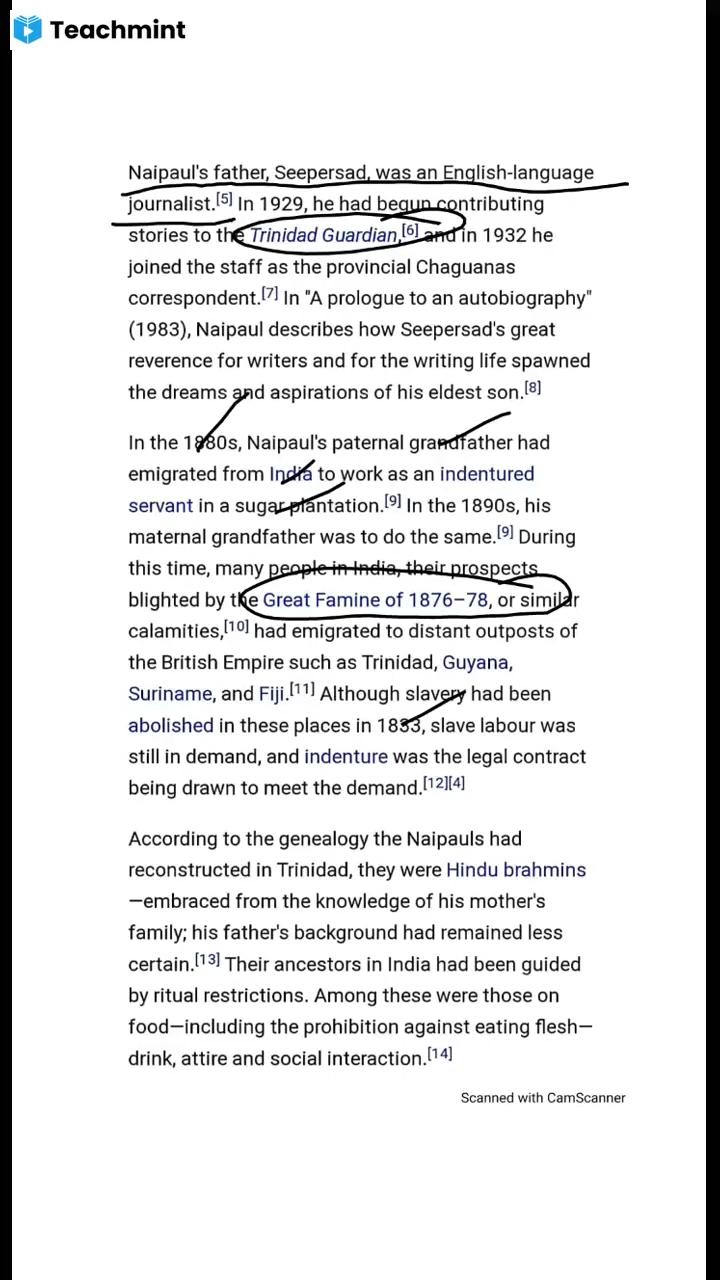 Teachmint
Naipaul's father, Seepersad, was an English-language
journalist.[5] In 1929, he had begun contributing
stories to the Trinidad Guardian,[6] and in 1932 he
joined the staff as the provincial Chaguanas
correspondent.[7] In "A prologue to an autobiography"
(1983), Naipaul describes how Seepersad's great
reverence for writers and for the writing life spawned
the dreams and aspirations of his eldest son.[8]
In the 1880s, Naipaul's paternal grandfather had
emigrated from India to work as an indentured
servant in a sugar plantation.[9] In the 1890s, his
maternal grandfather was to do the same.[9] During
this time, many people in India, their prospects
blighted by the Great Famine of 1876–78, or similar
calamities,[10] had emigrated to distant outposts of
the British Empire such as Trinidad, Guyana,
Suriname, and Fiji.[11] Although slavery had been
abolished in these places in 1833, slave labour was
still in demand, and indenture was the legal contract
being drawn to meet the demand.[12][4]
According to the genealogy the Naipauls had
reconstructed in Trinidad, they were Hindu brahmins
—embraced from the knowledge of his mother's
family; his father's background had remained less
certain.[13] Their ancestors in India had been guided
by ritual restrictions. Among these were those on
food—including the prohibition against eating flesh—
drink, attire and social interaction.[14]
Scanned with CamScanner